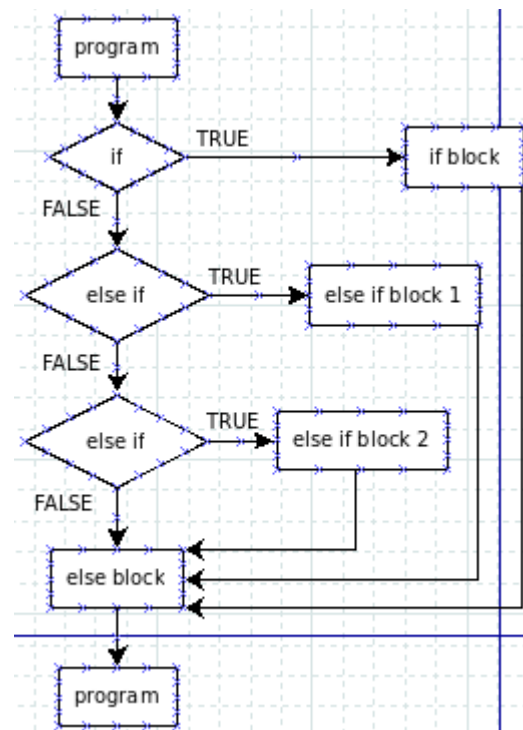 program
if
TRUE
if block
FALSE
else if
TRUE
else if block 1
FALSE
else if
TRUE
else if block 2
FALSE
else block
program